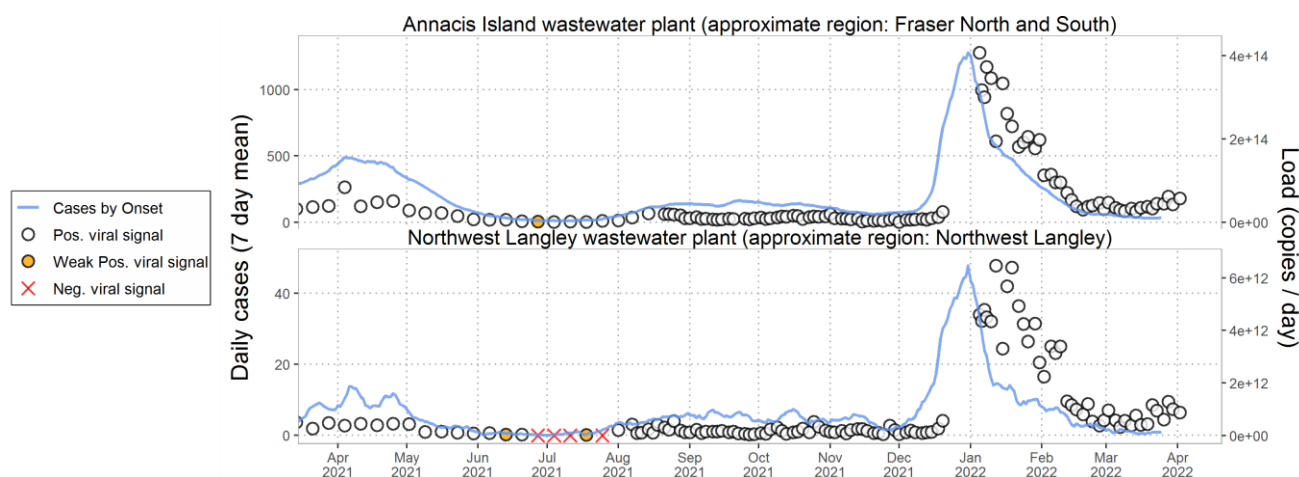 Annacis Island wastewater plant (approximate region: Fraser North and South)
1000
500
0
4e+14
2e+14
0e+00
Northwest Langley wastewater plant (approximate region: Northwest Langley)
40
20
0
6e+12
4e+12
2e+12
0e+00
Daily cases (7 day mean)
Load (copies / day)
Cases by Onset
Pos. viral signal
Weak Pos. viral signal
Neg. viral signal
Apr 2021
May 2021
Jun 2021
Jul 2021
Aug 2021
Sep 2021
Oct 2021
Nov 2021
Dec 2021
Jan 2022
Feb 2022
Mar 2022
Apr 2022